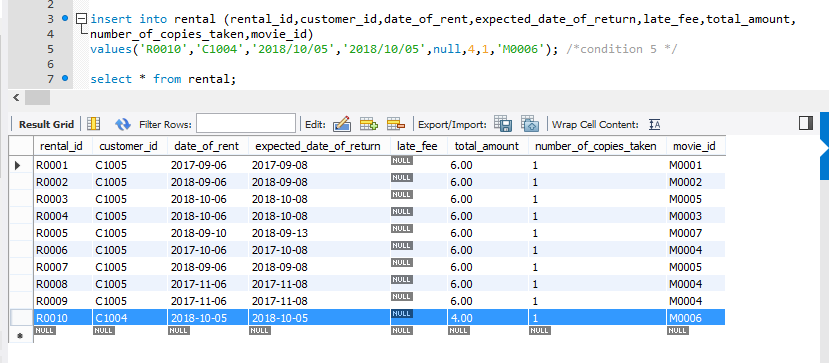 2
3 insert into rental (rental_id,customer_id,date_of_rent,expected_date_of_return,late_fee,total_amount,
4 number_of_copies_taken,movie_id)
5 values('R0010','C1004','2018/10/05','2018/10/05',null,4,1,'M0006'); /*condition 5 */
6
7 select * from rental;
Result Grid Filter Rows: Edit: Export/Import: Wrap Cell Content: IA
rental_id customer_id date_of_rent expected_date_of_return late_fee total_amount number_of_copies_taken movie_id
R0001 C1005 2017-09-06 2017-09-08 NULL 6.00 1 M0001
R0002 C1005 2018-09-06 2018-09-08 NULL 6.00 1 M0002
R0003 C1005 2018-10-06 2018-10-08 NULL 6.00 1 M0005
R0004 C1005 2018-10-06 2018-10-08 NULL 6.00 1 M0003
R0005 C1005 2018-09-10 2018-09-13 NULL 6.00 1 M0007
R0006 C1005 2017-10-06 2017-10-08 NULL 6.00 1 M0004
R0007 C1005 2018-09-06 2018-09-08 NULL 6.00 1 M0005
R0008 C1005 2017-11-06 2017-11-08 NULL 6.00 1 M0004
R0009 C1005 2017-11-06 2017-11-08 NULL 6.00 1 M0004
R0010 C1004 2018-10-05 2018-10-05 NULL 4.00 1 M0006
NULL NULL NULL NULL NULL NULL NULL NULL